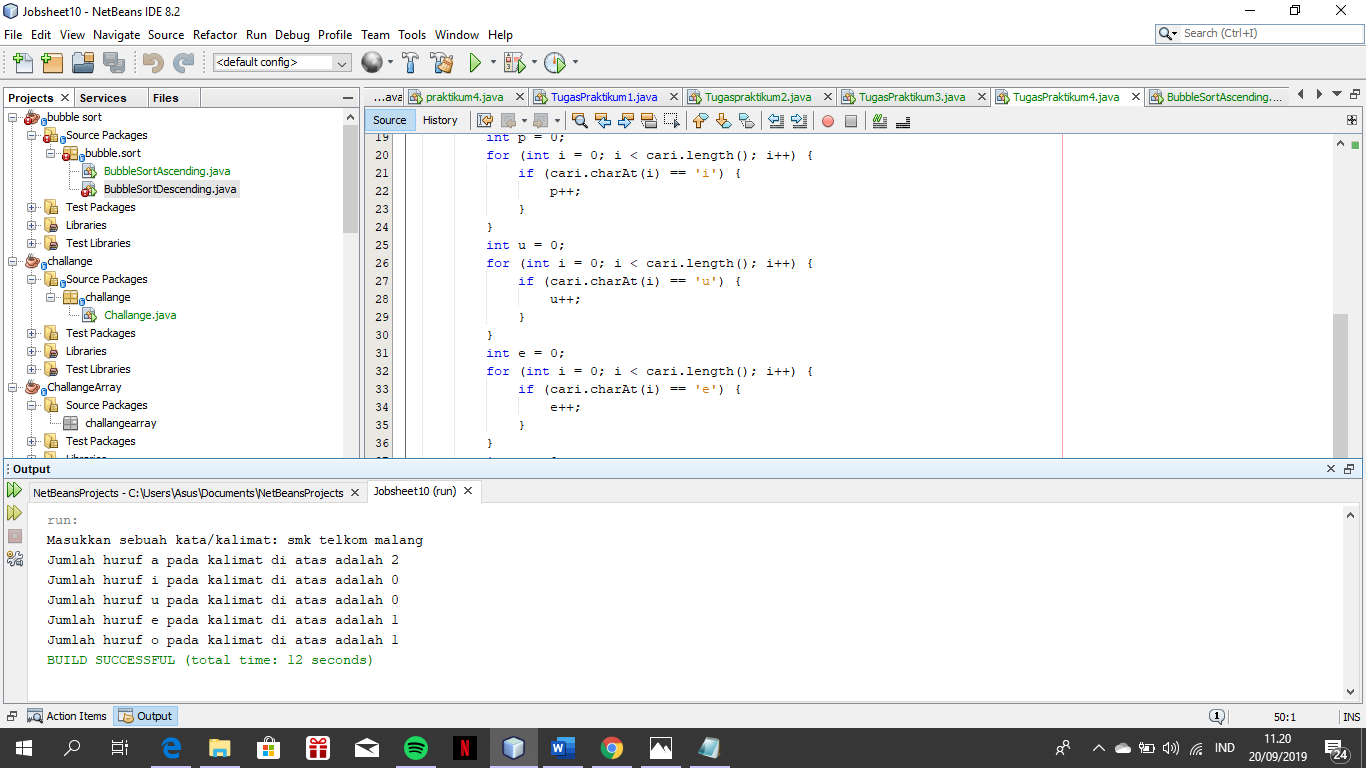 Jobsheet10 - NetBeans IDE 8.2
File Edit View Navigate Source Refactor Run Debug Profile Team Tools Window Help
Search (Ctrl+I)
<default config>
Projects Services Files
...ava praktikum4.java TugasPraktikum1.java Tugaspraktikum2.java TugasPraktikum3.java TugasPraktikum4.java BubbleSortAscending....
Source History
bubble sort
Source Packages
bubble.sort
BubbleSortAscending.java
BubbleSortDescending.java
Test Packages
Libraries
Test Libraries
challange
Source Packages
challange
Challange.java
Test Packages
Libraries
Test Libraries
ChallangeArray
Source Packages
challangearray
Test Packages
Libraries
19 int p = 0;
20 for (int i = 0; i < cari.length(); i++) {
21 if (cari.charAt(i) == 'i') {
22 p++;
23 }
24 }
25 int u = 0;
26 for (int i = 0; i < cari.length(); i++) {
27 if (cari.charAt(i) == 'u') {
28 u++;
29 }
30 }
31 int e = 0;
32 for (int i = 0; i < cari.length(); i++) {
33 if (cari.charAt(i) == 'e') {
34 e++;
35 }
36 }
Output
NetBeansProjects - C:\Users\Asus\Documents\NetBeansProjects Jobsheet10 (run)
run:
Masukkan sebuah kata/kalimat: smk telkom malang
Jumlah huruf a pada kalimat di atas adalah 2
Jumlah huruf i pada kalimat di atas adalah 0
Jumlah huruf u pada kalimat di atas adalah 0
Jumlah huruf e pada kalimat di atas adalah 1
Jumlah huruf o pada kalimat di atas adalah 1
BUILD SUCCESSFUL (total time: 12 seconds)
Action Items Output
1 50:1 INS
IND
11.20
20/09/2019
24